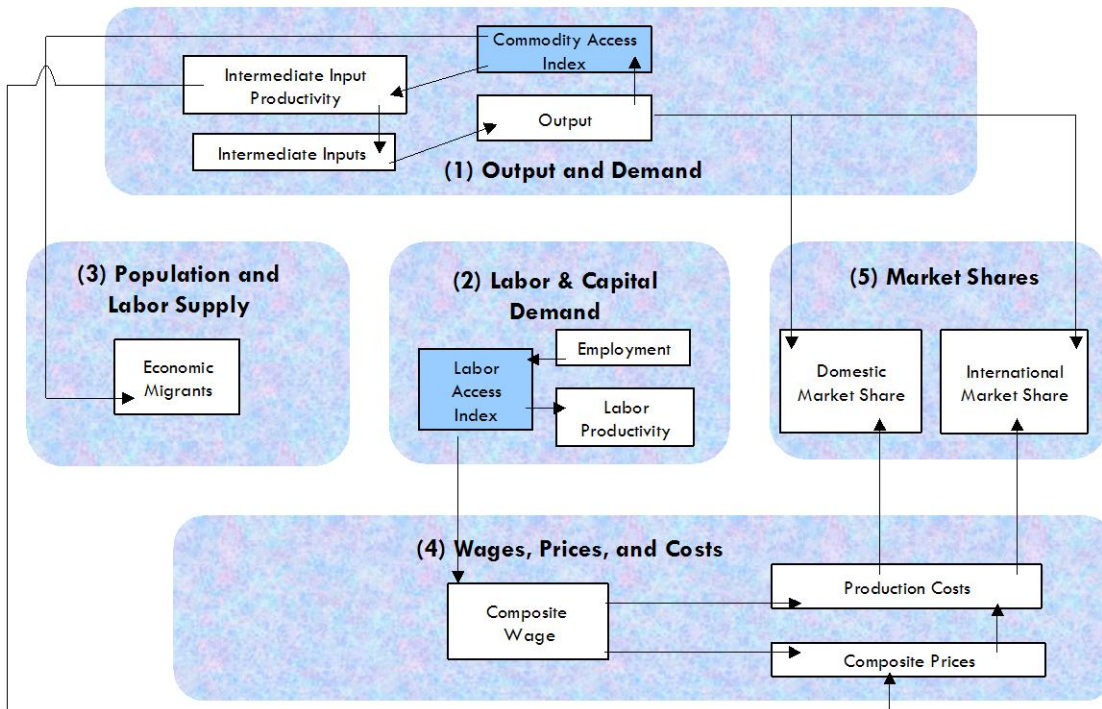 Commodity Access
Index
Intermediate Input
Productivity
Output
Intermediate Inputs
(1) Output and Demand
(3) Population and
Labor Supply
Economic
Migrants
(2) Labor & Capital
Demand
Employment
Labor
Access
Index
Labor
Productivity
(5) Market Shares
Domestic
Market Share
International
Market Share
(4) Wages, Prices, and Costs
Composite
Wage
Production Costs
Composite Prices